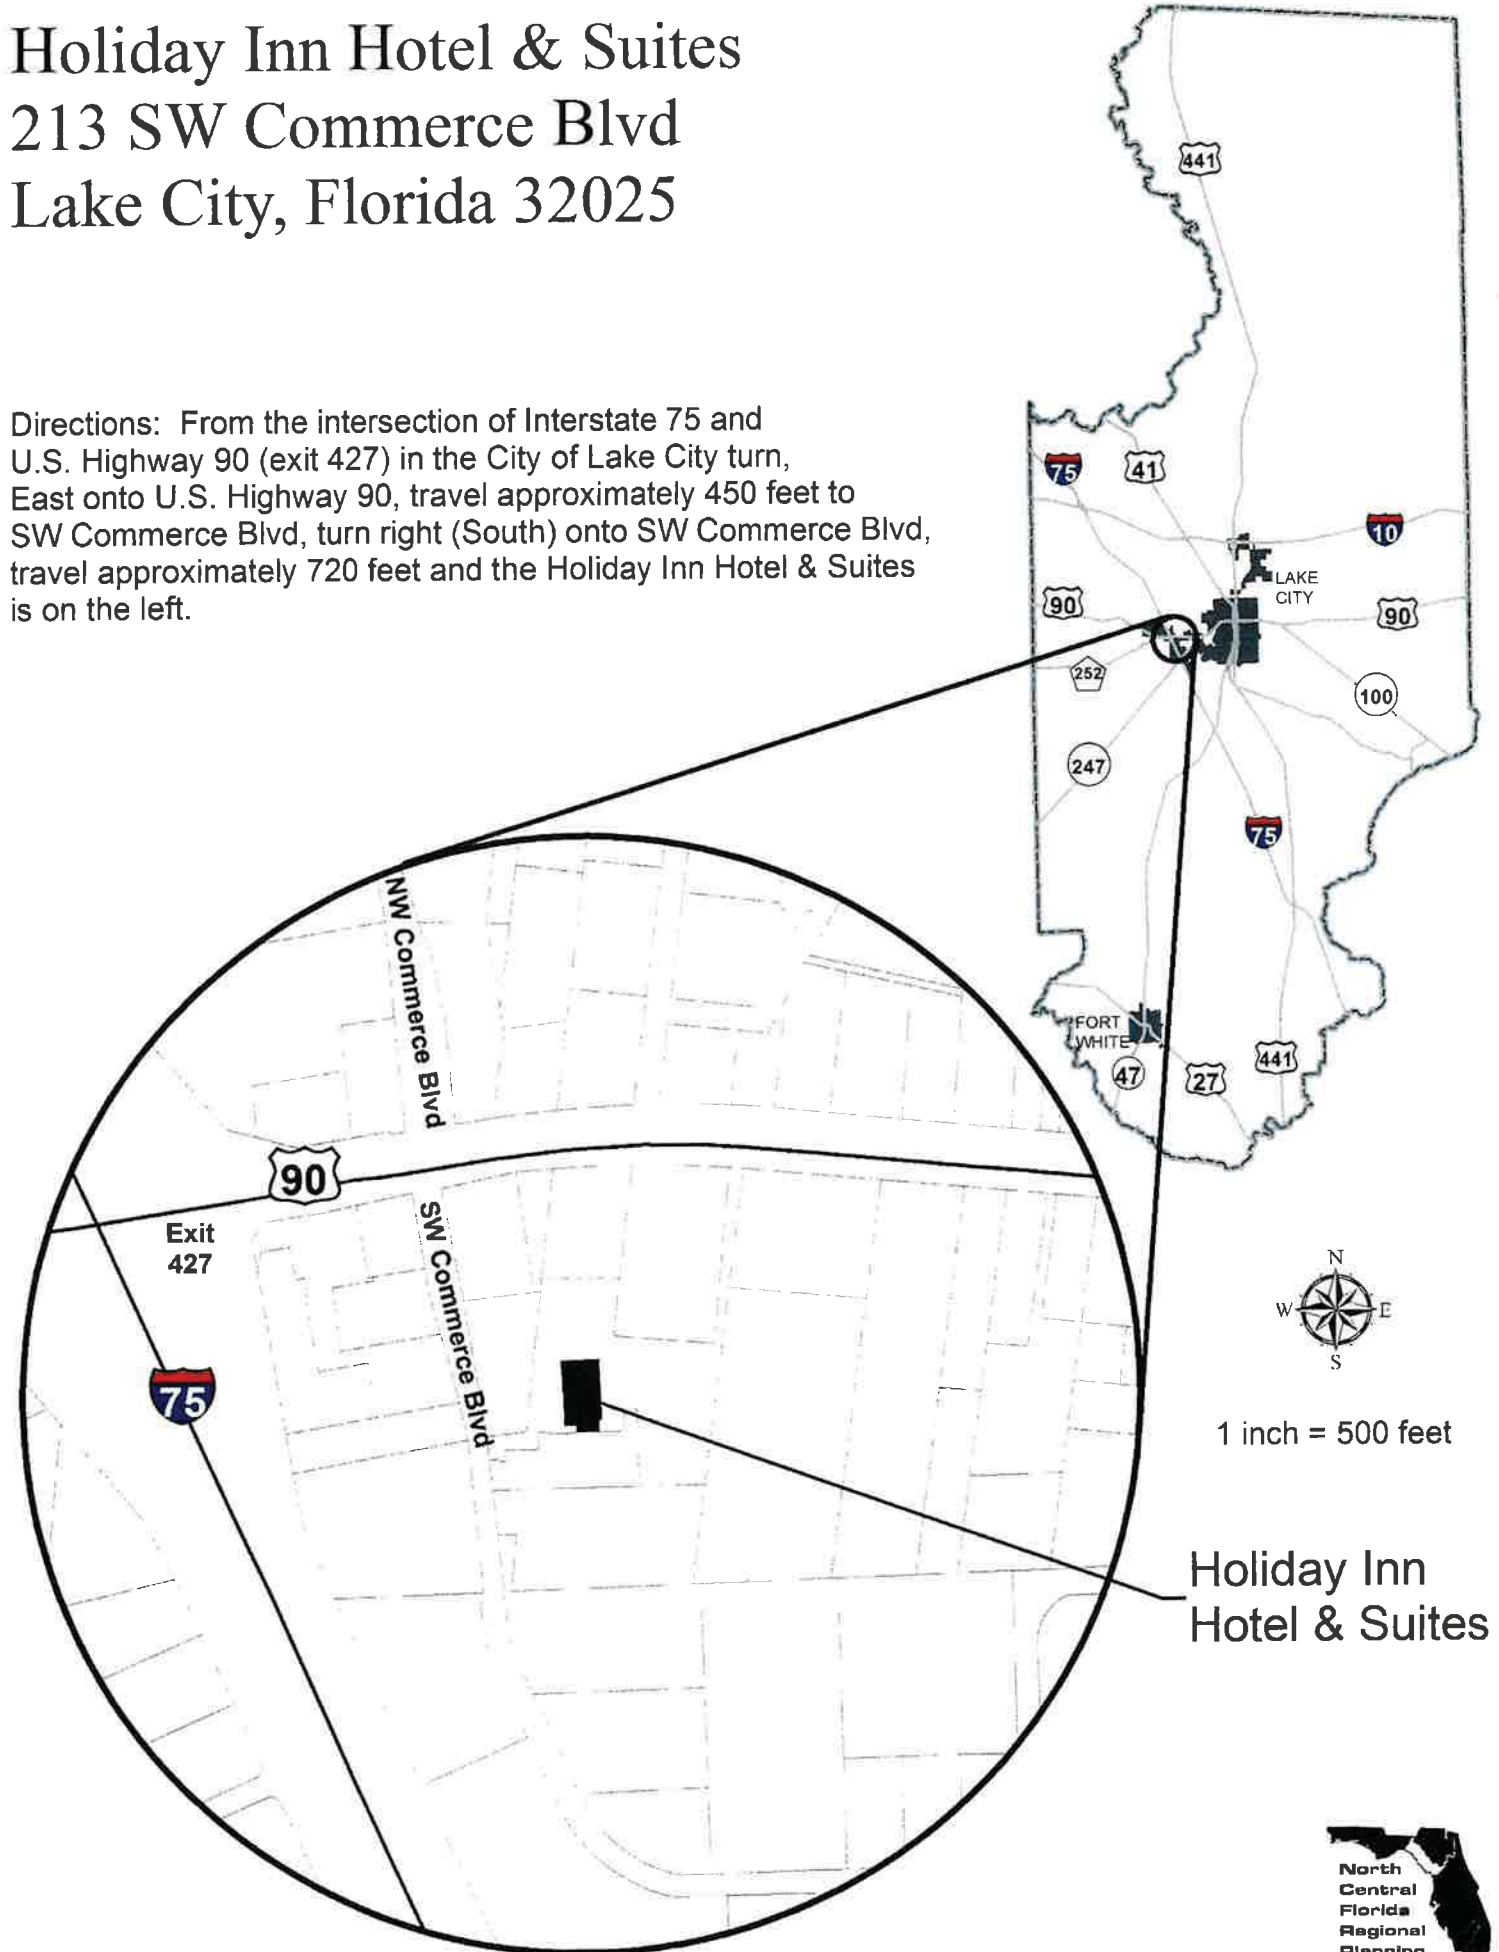 Holiday Inn Hotel & Suites
213 SW Commerce Blvd
Lake City, Florida 32025
Directions: From the intersection of Interstate 75 and
U.S. Highway 90 (exit 427) in the City of Lake City turn,
East onto U.S. Highway 90, travel approximately 450 feet to
SW Commerce Blvd, turn right (South) onto SW Commerce Blvd,
travel approximately 720 feet and the Holiday Inn Hotel & Suites
is on the left.
441
75
41
10
LAKE
CITY
90
90
252
100
247
75
FORT
WHITE
47
27
441
NW Commerce Blvd
90
Exit
427
SW Commerce Blvd
75
N
W
E
S
1 inch = 500 feet
Holiday Inn
Hotel & Suites
North
Central
Florida
Regional
Planning